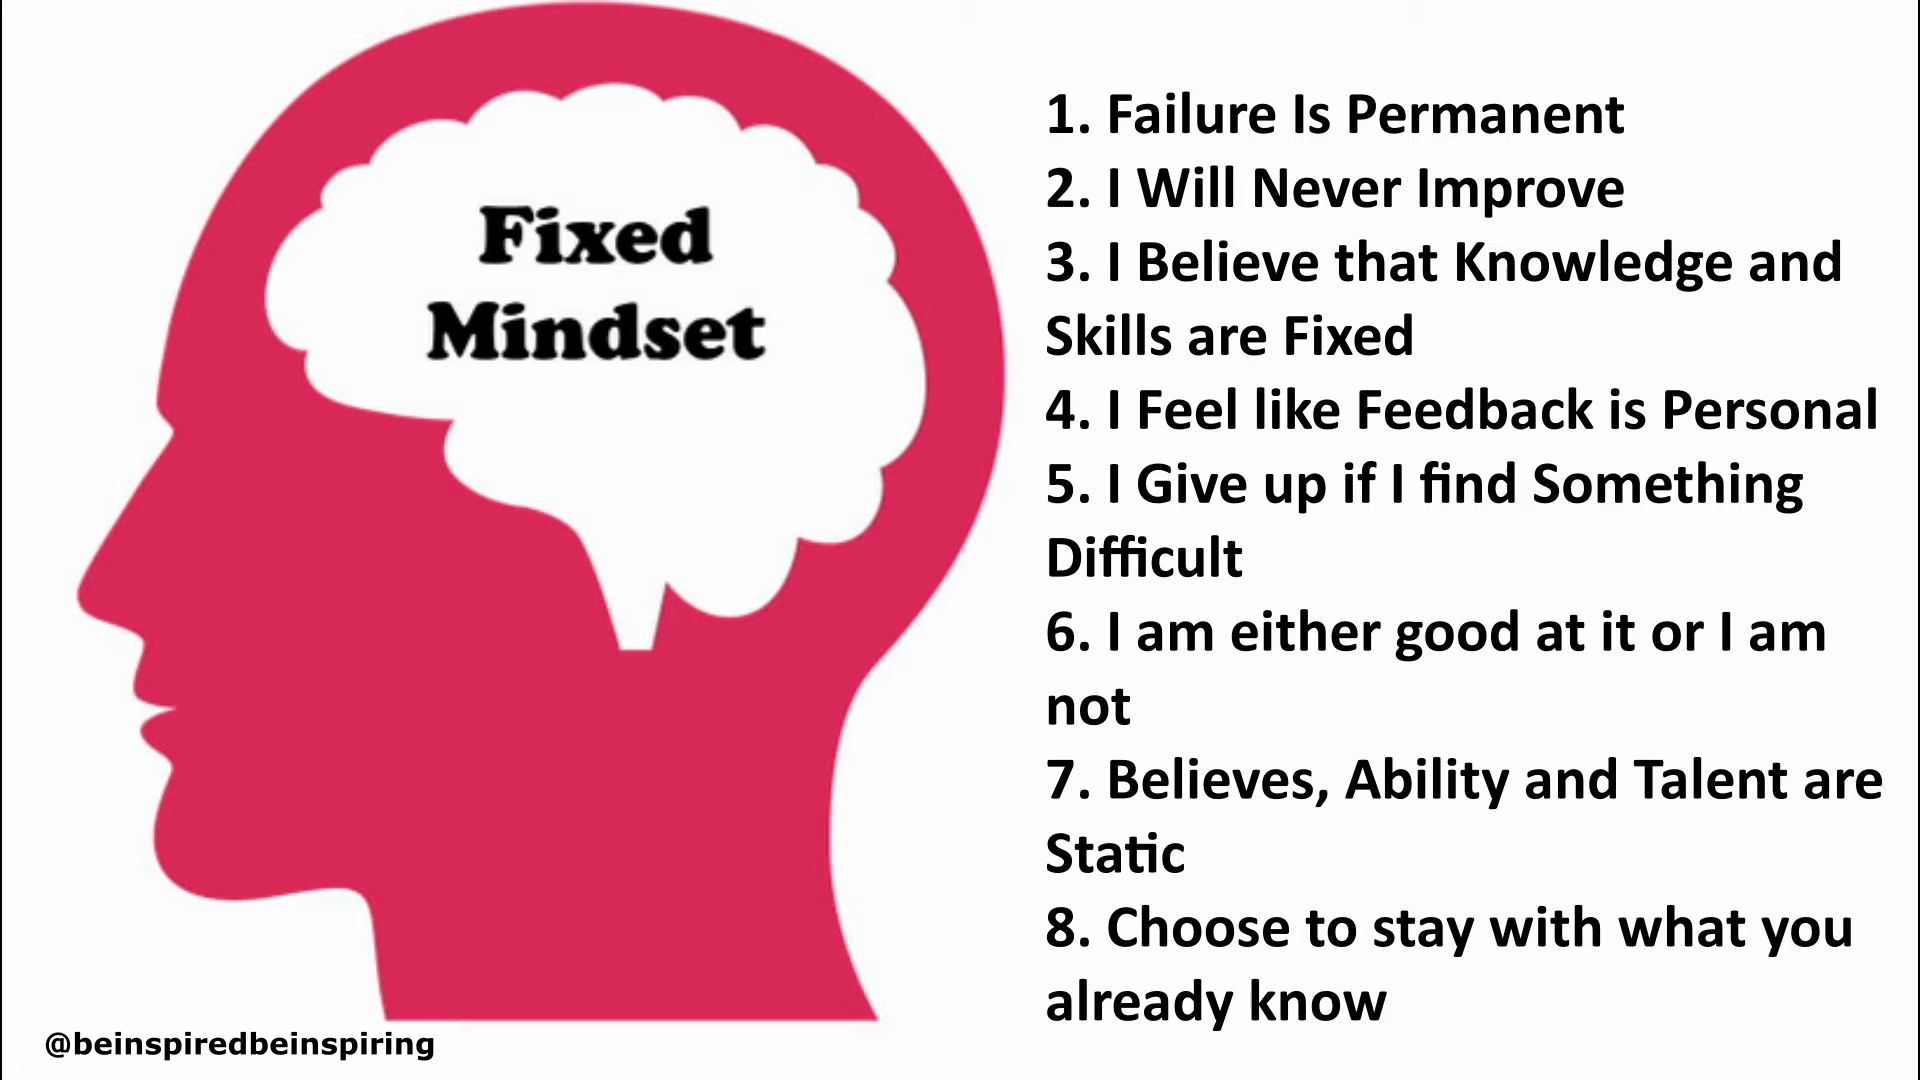 Fixed
Mindset
1. Failure Is Permanent
2. I Will Never Improve
3. I Believe that Knowledge and
Skills are Fixed
4. I Feel like Feedback is Personal
5. I Give up if I find Something
Difficult
6. I am either good at it or I am
not
7. Believes, Ability and Talent are
Static
8. Choose to stay with what you
already know
@beinspiredbeinspiring